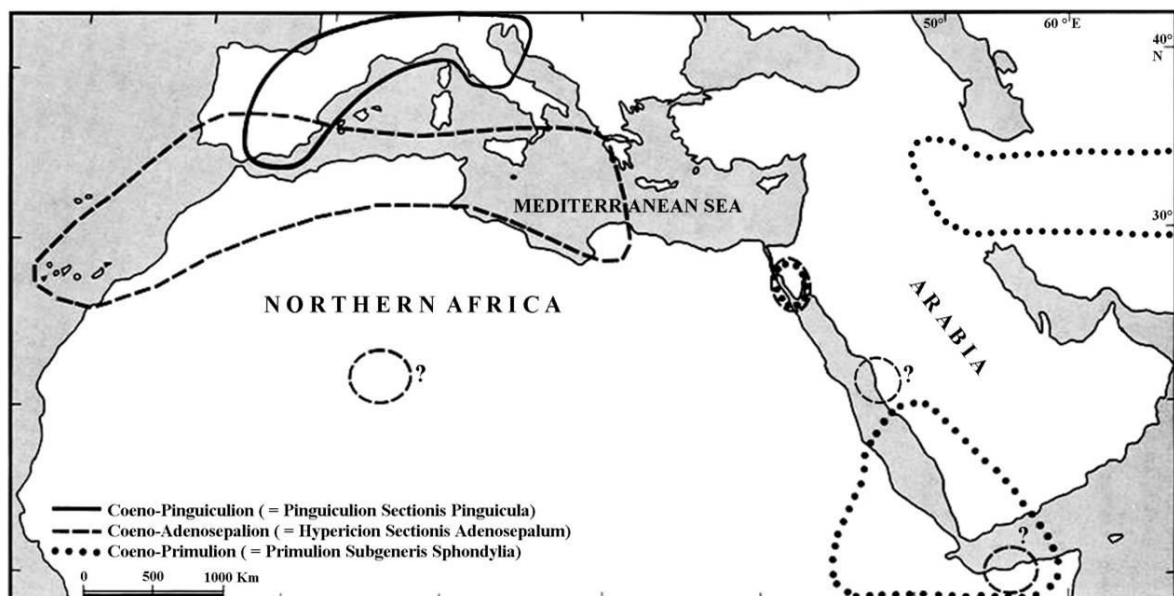 50° 60 °E
40°
N
MEDITERRANEAN SEA
30°
NORTHERN AFRICA
ARABIA
?
?
?
Coeno-Pinguiculion ( = Pinguiculion Sectionis Pinguicula)
Coeno-Adenosepalion ( = Hypericion Sectionis Adenosepalum)
Coeno-Primulion ( = Primulion Subgeneris Sphondylia)
0 500 1000 Km